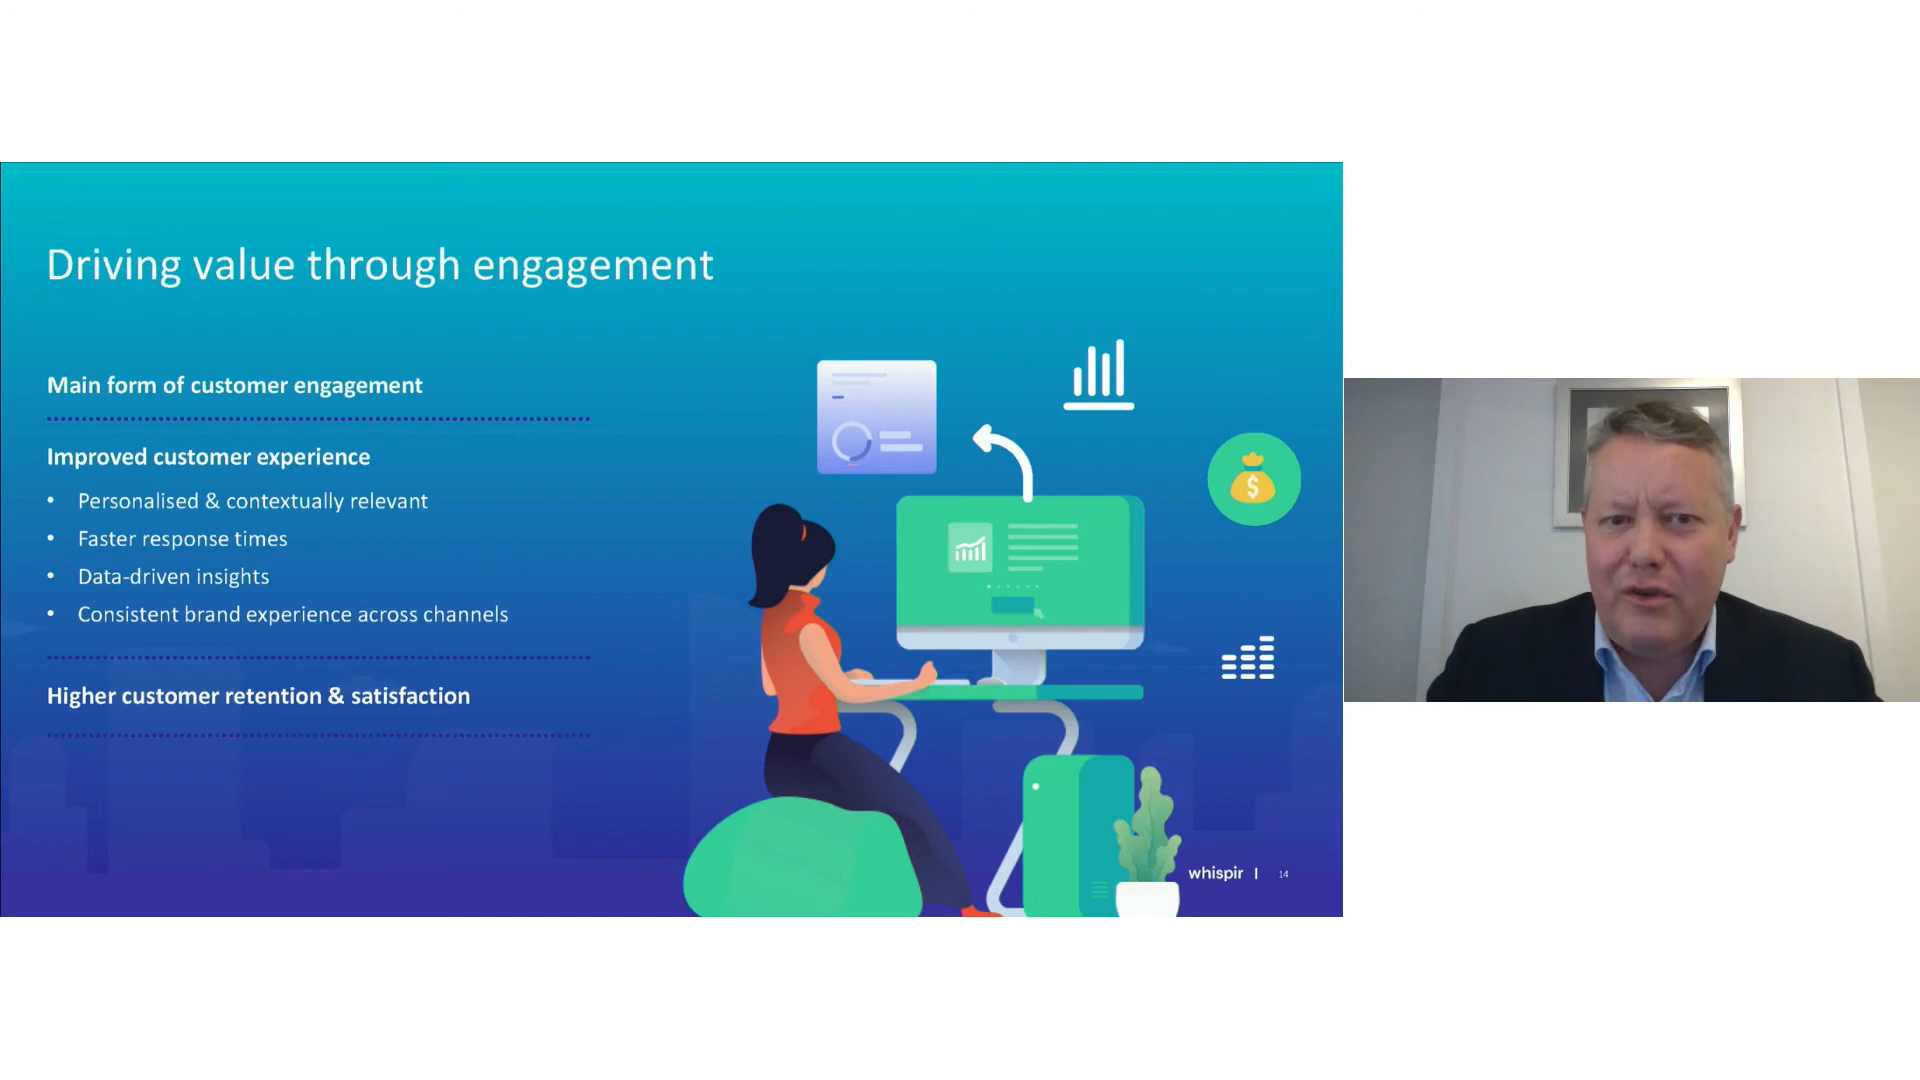 Driving value through engagement
Main form of customer engagement
Improved customer experience
• Personalised & contextually relevant
• Faster response times
• Data-driven insights
• Consistent brand experience across channels
Higher customer retention & satisfaction
$
whispir | 14